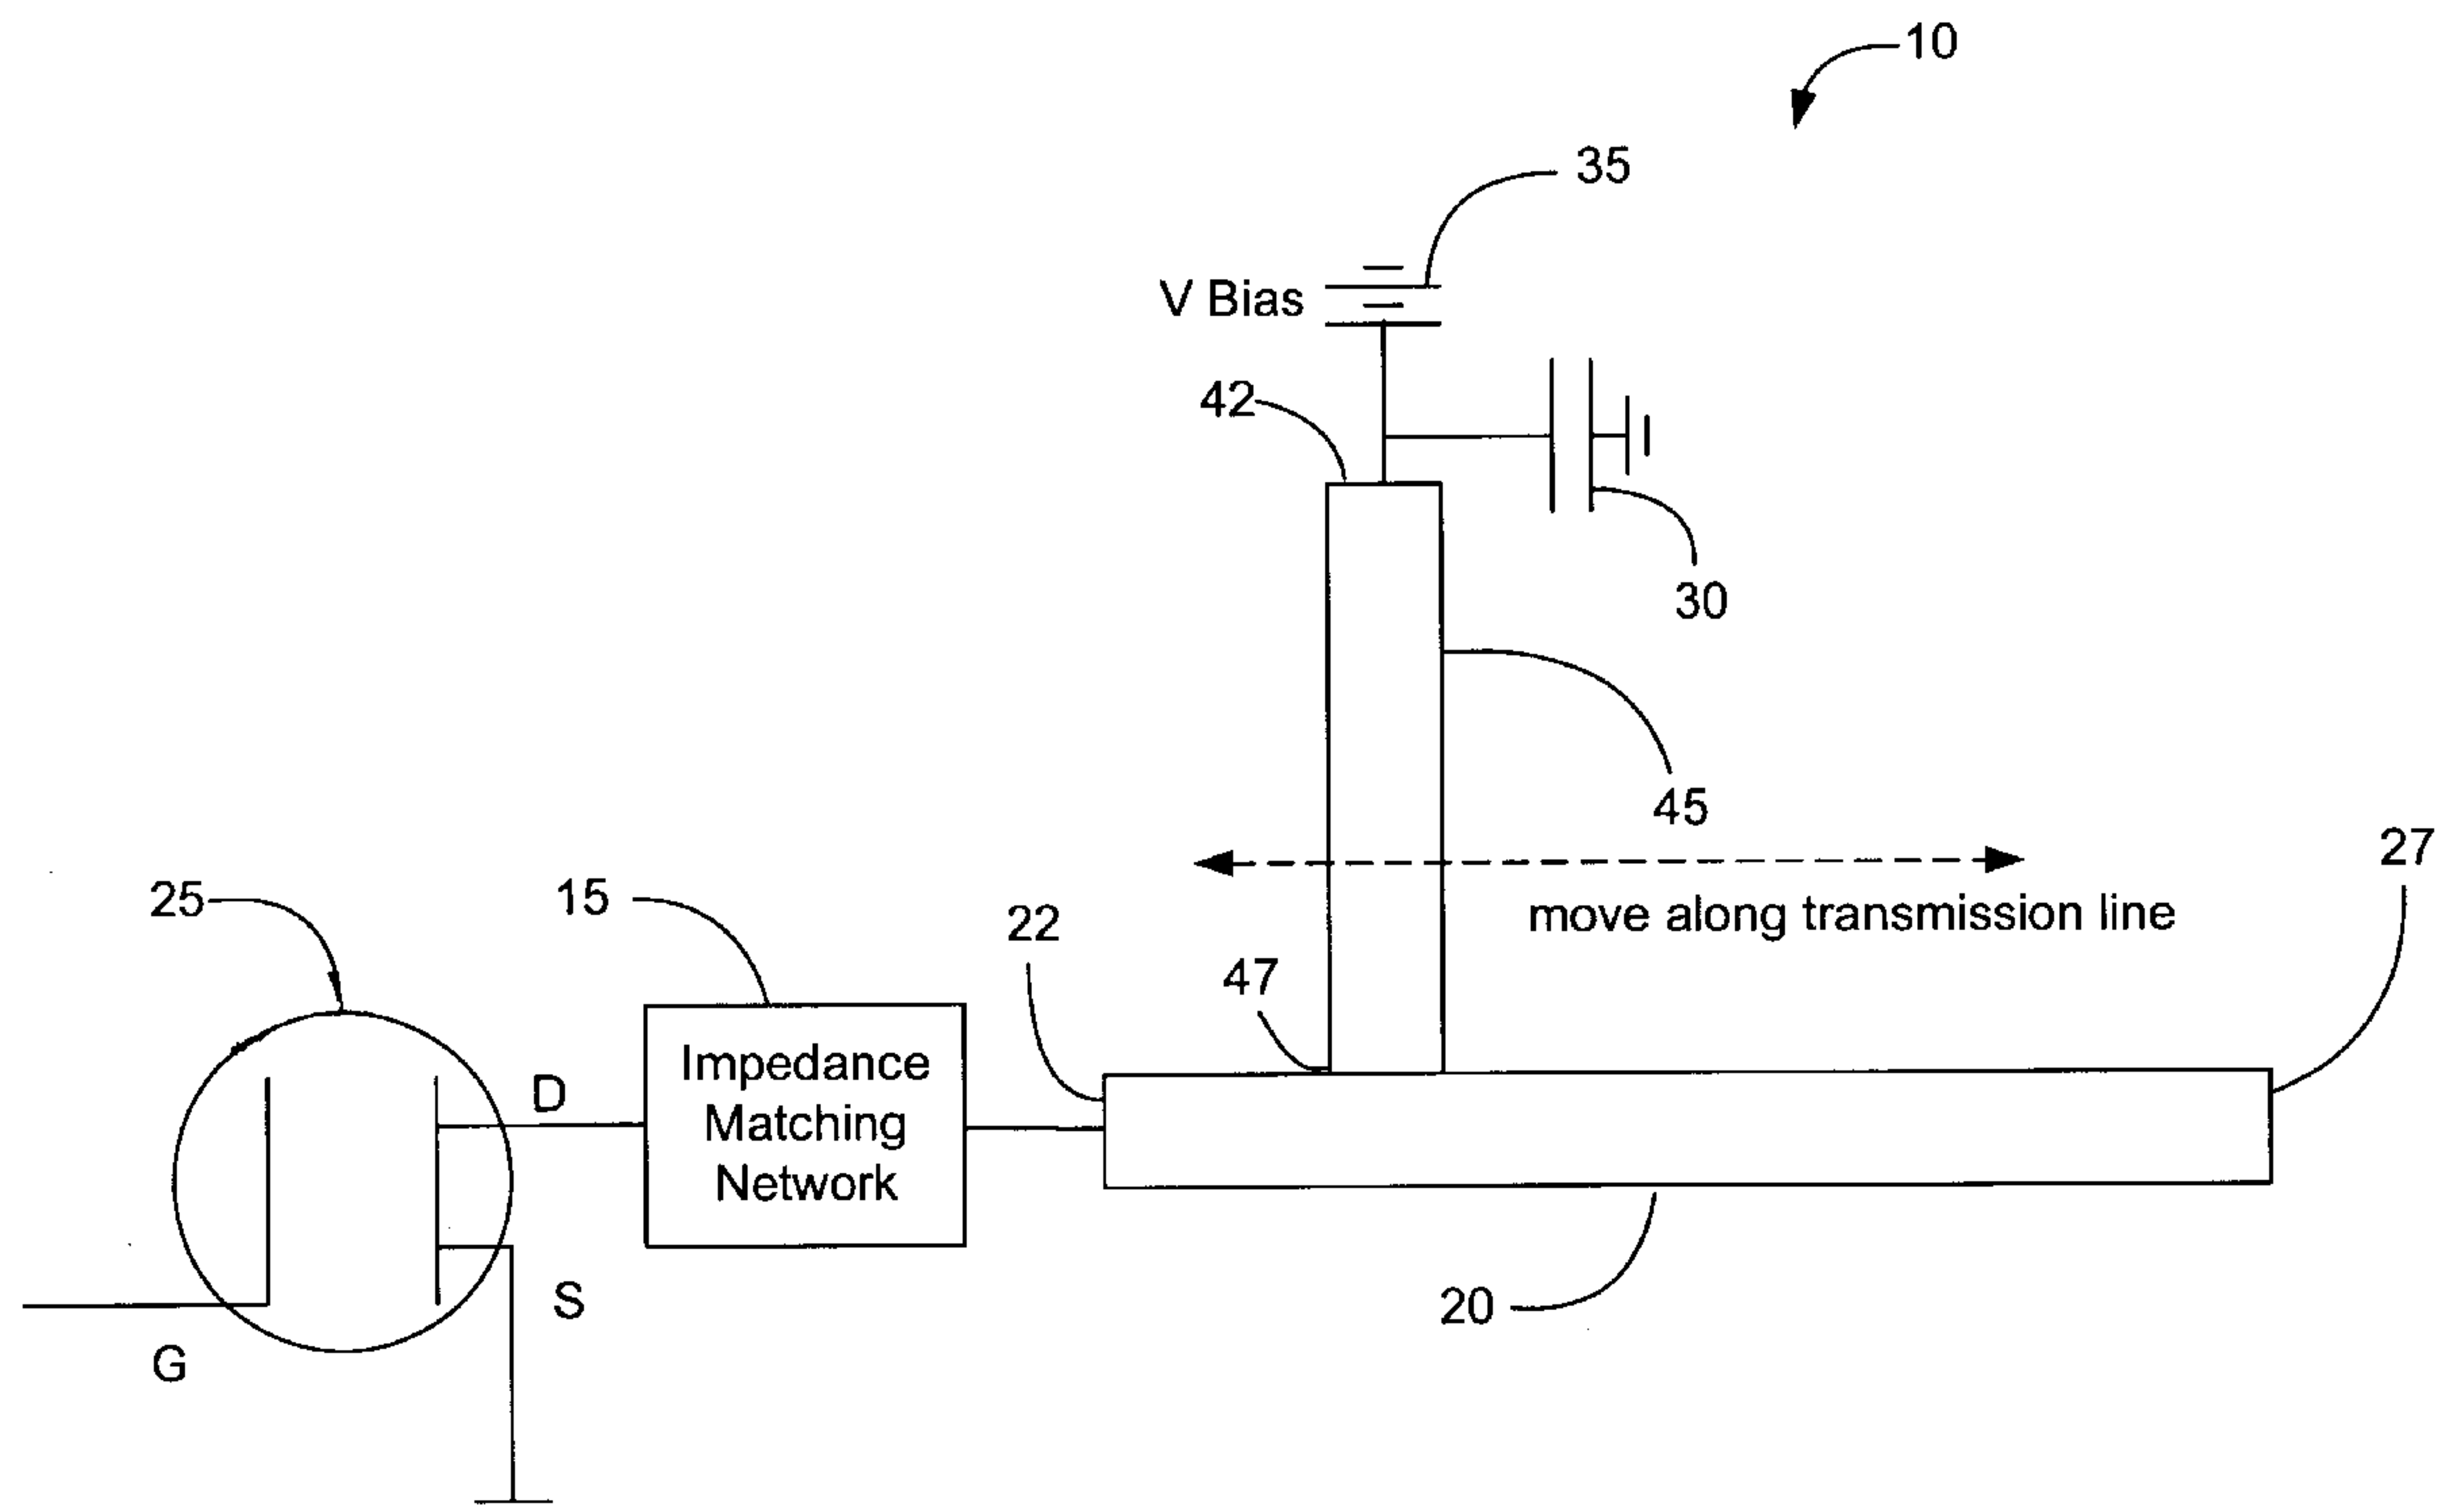 10
35
V Bias
42
30
45
27
25
15
22
move along transmission line
47
Impedance
Matching
Network
D
S
20
G